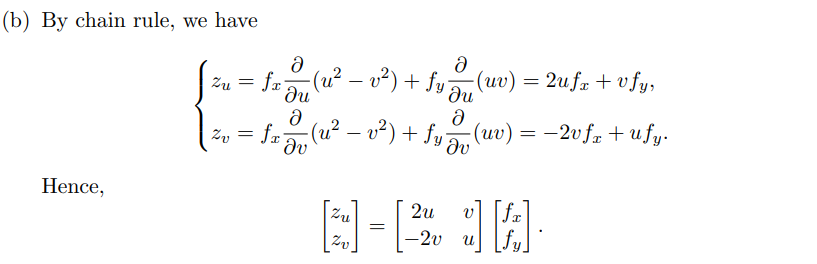 (b) By chain rule, we have
z_u = f_x ∂/∂u (u² − v²) + f_y ∂/∂u (uv) = 2uf_x + vf_y,
z_v = f_x ∂/∂v (u² − v²) + f_y ∂/∂v (uv) = −2vf_x + uf_y.
Hence,
[z_u; z_v] = [2u v; −2v u] [f_x; f_y].